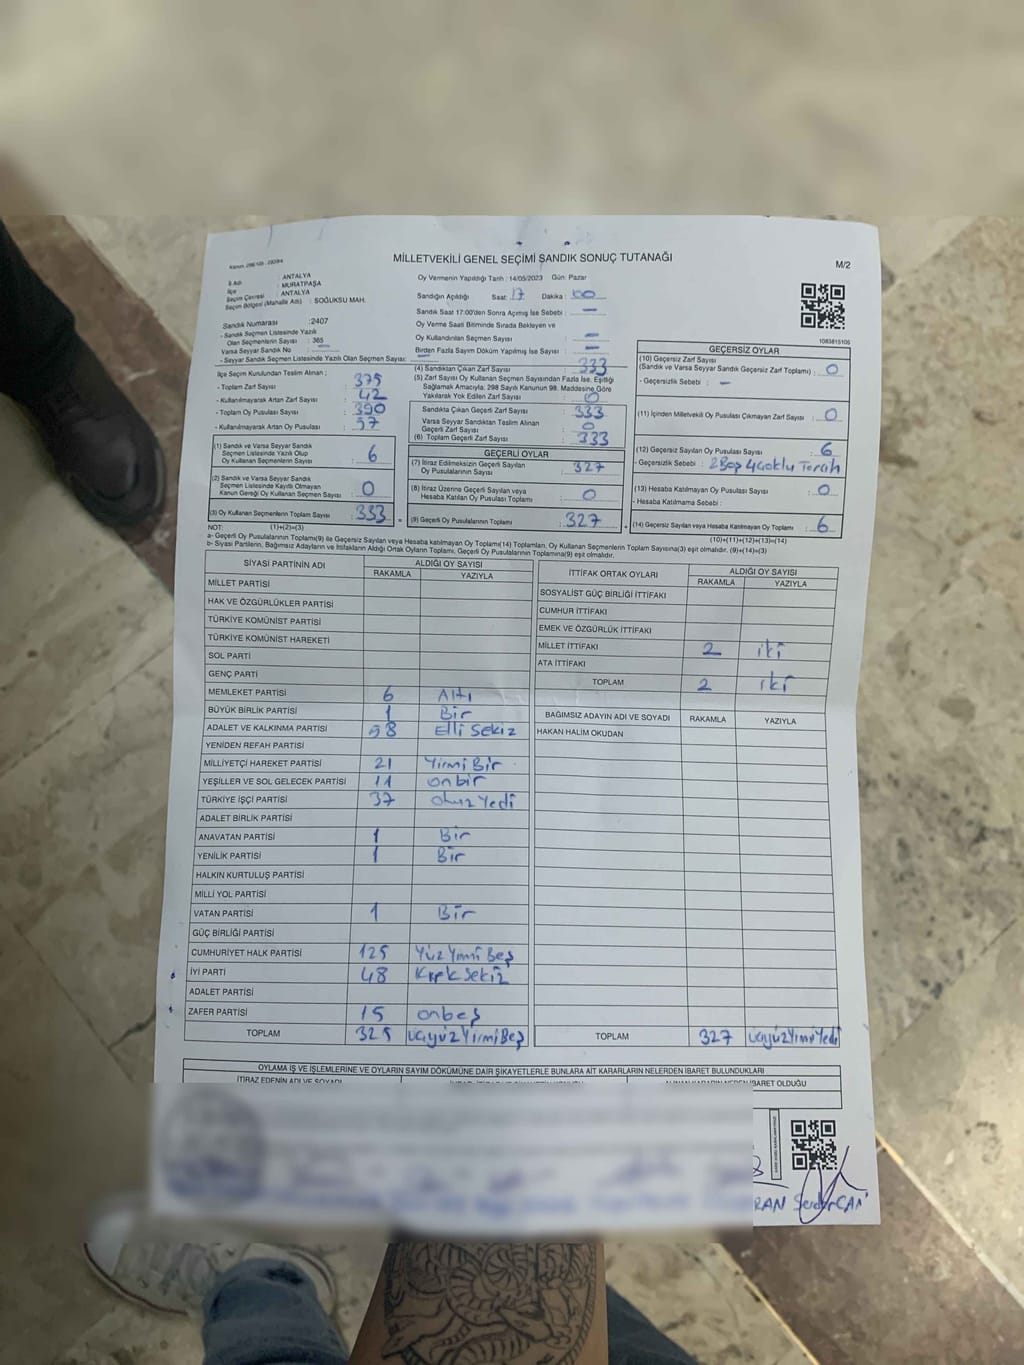 MİLLETVEKİLİ GENEL SEÇİMİ SANDIK SONUÇ TUTANAĞI
M/2
İl Adı : ANTALYA
İlçe : MURATPAŞA
Seçim Çevresi : ANTALYA
Seçim Bölgesi (Mahalle Adı) : SOĞUKSU MAH.
Oy Vermenin Yapıldığı Tarih : 14/05/2023 Gün: Pazar
Sandığın Açıldığı Saat: 17 Dakika : 00
Sandık Saat 17:00'den Sonra Açılmış İse Sebebi : -
Oy Verme Saati Bitiminde Sırada Bekleyen ve
Oy Kullandırılan Seçmen Sayısı : -
Birden Fazla Sayım Döküm Yapılmış İse Sayısı : -
Sandık Numarası : 2407
- Sandık Seçmen Listesinde Yazılı
Olan Seçmenlerin Sayısı : 365
Varsa Seyyar Sandık No : -
- Seyyar Sandık Seçmen Listesinde Yazılı Olan Seçmen Sayısı:
1083815105
İlçe Seçim Kurulundan Teslim Alınan ;
- Toplam Zarf Sayısı : 375
- Kullanılmayarak Artan Zarf Sayısı : 42
- Toplam Oy Pusulası Sayısı : 390
- Kullanılmayarak Artan Oy Pusulası : 57
(1) Sandık ve Varsa Seyyar Sandık
Seçmen Listesinde Yazılı Olup
Oy Kullanan Seçmenlerin Sayısı : 6
(2) Sandık ve Varsa Seyyar Sandık
Seçmen Listesinde Kayıtlı Olmayan
Kanun Gereği Oy Kullanan Seçmen Sayısı : 0
(3) Oy Kullanan Seçmenlerin Toplam Sayısı : 333
(4) Sandıktan Çıkan Zarf Sayısı : 333
(5) Zarf Sayısı Oy Kullanan Seçmen Sayısından Fazla İse, Eşitliği
Sağlamak Amacıyla, 298 Sayılı Kanunun 98. Maddesine Göre
Yakılarak Yok Edilen Zarf Sayısı : 0
Sandıkta Çıkan Geçerli Zarf Sayısı : 333
Varsa Seyyar Sandıktan Teslim Alınan
Geçerli Zarf Sayısı : 0
(6) Toplam Geçerli Zarf Sayısı : 333
GEÇERLİ OYLAR
(7) İtiraz Edilmeksizin Geçerli Sayılan
Oy Pusulalarının Sayısı : 327
(8) İtiraz Üzerine Geçerli Sayılan veya
Hesaba Katılan Oy Pusulası Toplamı : 0
(9) Geçerli Oy Pusulalarının Toplamı : 327
GEÇERSİZ OYLAR
(10) Geçersiz Zarf Sayısı
(Sandık ve Varsa Seyyar Sandık Geçersiz Zarf Toplamı) : 0
- Geçersizlik Sebebi : -
(11) İçinden Milletvekili Oy Pusulası Çıkmayan Zarf Sayısı : 0
(12) Geçersiz Sayılan Oy Pusulası Sayısı : 6
- Geçersizlik Sebebi : 2 Boş 4 Çoklu Tercih
(13) Hesaba Katılmayan Oy Pusulası Sayısı : 0
- Hesaba Katılmama Sebebi :
(14) Geçersiz Sayılan veya Hesaba Katılmayan Oy Toplamı : 6
NOT: (1)+(2)=(3)
(10)+(11)+(12)+(13)=(14)
a- Geçerli Oy Pusulalarının Toplamı(9) ile Geçersiz Sayılan veya Hesaba Katılmayan Oy Toplamı(14) Toplamları, Oy Kullanan Seçmenlerin Toplam Sayısına(3) eşit olmalıdır. (9)+(14)=(3)
b- Siyasi Partilerin, Bağımsız Adayların ve İttifakların Aldığı Ortak Oyların Toplamı, Geçerli Oy Pusulalarının Toplamına(9) eşit olmalıdır.
SİYASİ PARTİNİN ADI ALDIĞI OY SAYISI
RAKAMLA YAZIYLA
MİLLET PARTİSİ
HAK VE ÖZGÜRLÜKLER PARTİSİ
TÜRKİYE KOMÜNİST PARTİSİ
TÜRKİYE KOMÜNİST HAREKETİ
SOL PARTİ
GENÇ PARTİ
MEMLEKET PARTİSİ 6 Altı
BÜYÜK BİRLİK PARTİSİ 1 Bir
ADALET VE KALKINMA PARTİSİ 58 Elli Sekiz
YENİDEN REFAH PARTİSİ
MİLLİYETÇİ HAREKET PARTİSİ 21 Yirmi Bir
YEŞİLLER VE SOL GELECEK PARTİSİ 11 onbir
TÜRKİYE İŞÇİ PARTİSİ 37 Otuz Yedi
ADALET BİRLİK PARTİSİ
ANAVATAN PARTİSİ 1 Bir
YENİLİK PARTİSİ 1 Bir
HALKIN KURTULUŞ PARTİSİ
MİLLİ YOL PARTİSİ
VATAN PARTİSİ 1 Bir
GÜÇ BİRLİĞİ PARTİSİ
CUMHURİYET HALK PARTİSİ 125 Yüz Yirmi Beş
İYİ PARTİ 48 Kırk sekiz
ADALET PARTİSİ
ZAFER PARTİSİ 15 onbeş
TOPLAM 325 üçyüzYirmiBeş
İTTİFAK ORTAK OYLARI ALDIĞI OY SAYISI
RAKAMLA YAZIYLA
SOSYALİST GÜÇ BİRLİĞİ İTTİFAKI
CUMHUR İTTİFAKI
EMEK VE ÖZGÜRLÜK İTTİFAKI
MİLLET İTTİFAKI 2 iki
ATA İTTİFAKI
TOPLAM 2 iki
BAĞIMSIZ ADAYIN ADI VE SOYADI RAKAMLA YAZIYLA
HAKAN HALİM OKUDAN
TOPLAM 327 üçyüzYirmiYedi
OYLAMA İŞ VE İŞLEMLERİNE VE OYLARIN SAYIM DÖKÜMÜNE DAİR ŞİKAYETLERLE BUNLARA AİT KARARLARIN NELERDEN İBARET BULUNDUKLARI
İTİRAZ EDENİN ADI VE SOYADI
İBARET OLDUĞU
RAN Serdar CAN